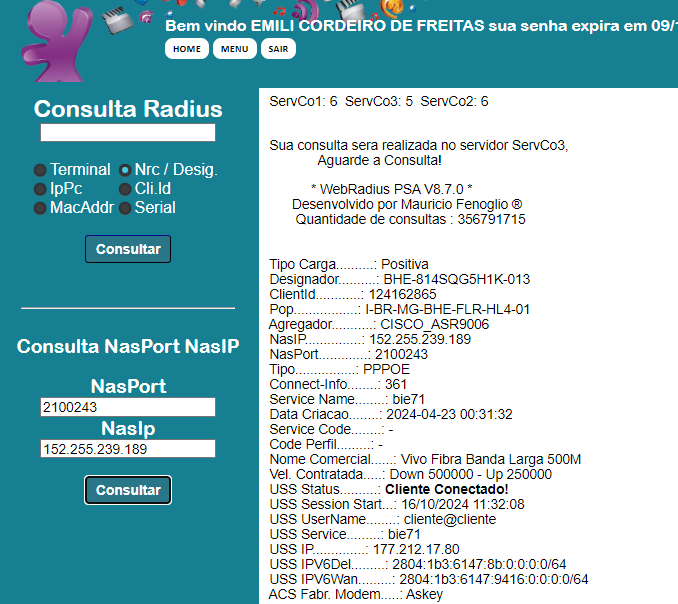 Bem vindo EMILI CORDEIRO DE FREITAS sua senha expira em 09/
HOME MENU SAIR
Consulta Radius
Terminal Nrc / Desig.
IpPc Cli.Id
MacAddr Serial
Consultar
Consulta NasPort NasIP
NasPort
2100243
NasIp
152.255.239.189
Consultar
ServCo1: 6 ServCo3: 5 ServCo2: 6
Sua consulta sera realizada no servidor ServCo3,
Aguarde a Consulta!
* WebRadius PSA V8.7.0 *
Desenvolvido por Mauricio Fenoglio ®
Quantidade de consultas : 356791715
Tipo Carga..........: Positiva
Designador..........: BHE-814SQG5H1K-013
ClientId............: 124162865
Pop.................: I-BR-MG-BHE-FLR-HL4-01
Agregador...........: CISCO_ASR9006
NasIP...............: 152.255.239.189
NasPort.............: 2100243
Tipo................: PPPOE
Connect-Info........: 361
Service Name........: bie71
Data Criacao........: 2024-04-23 00:31:32
Service Code........: -
Code Perfil.........: -
Nome Comercial......: Vivo Fibra Banda Larga 500M
Vel. Contratada.....: Down 500000 - Up 250000
USS Status..........: Cliente Conectado!
USS Session Start...: 16/10/2024 11:32:08
USS UserName........: cliente@cliente
USS Service.........: bie71
USS IP..............: 177.212.17.80
USS IPV6Del.........: 2804:1b3:6147:8b:0:0:0:0/64
USS IPV6Wan.........: 2804:1b3:6147:9416:0:0:0:0/64
ACS Fabr. Modem.....: Askey